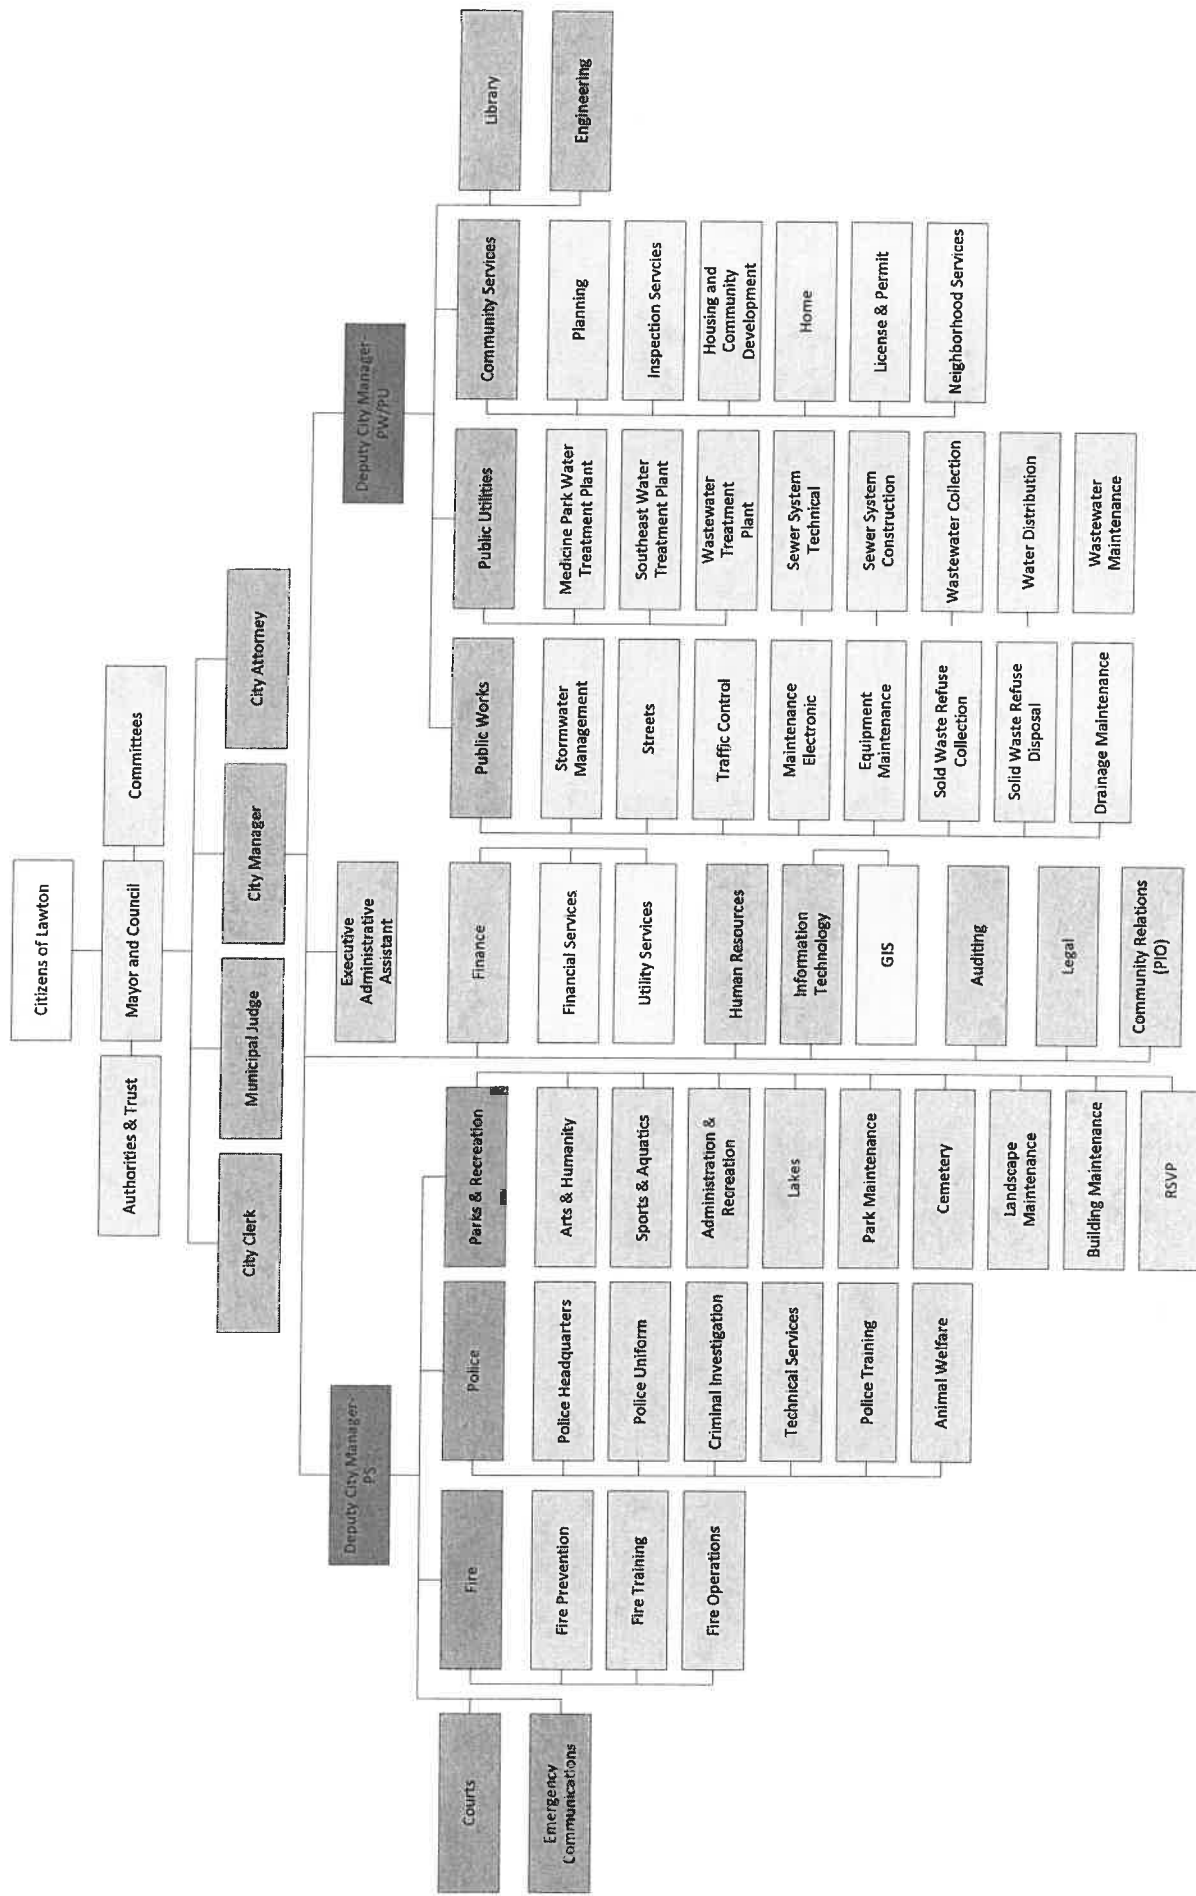 Citizens of Lawton
Authorities & Trust
Mayor and Council
Committees
City Clerk
Municipal Judge
City Manager
City Attorney
Executive
Administrative
Assistant
Deputy City Manager-
PS
Deputy City Manager-
PW/PU
Courts
Emergency
Communications
Fire
Fire Prevention
Fire Training
Fire Operations
Police
Police Headquarters
Police Uniform
Criminal Investigation
Technical Services
Police Training
Animal Welfare
Parks & Recreation
Arts & Humanity
Sports & Aquatics
Administration &
Recreation
Lakes
Park Maintenance
Cemetery
Landscape
Maintenance
Building Maintenance
RSVP
Finance
Financial Services
Utility Services
Human Resources
Information
Technology
GIS
Auditing
Legal
Community Relations
(PIO)
Public Works
Stormwater
Management
Streets
Traffic Control
Maintenance
Electronic
Equipment
Maintenance
Sold Waste Refuse
Collection
Solid Waste Refuse
Disposal
Drainage Maintenance
Public Utilities
Medicine Park Water
Treatment Plant
Southeast Water
Treatment Plant
Wastewater
Treatment
Plant
Sewer System
Technical
Sewer System
Construction
Wastewater Collection
Water Distribution
Wastewater
Maintenance
Community Services
Planning
Inspection Servcies
Housing and
Community
Development
Home
License & Permit
Neighborhood Services
Library
Engineering